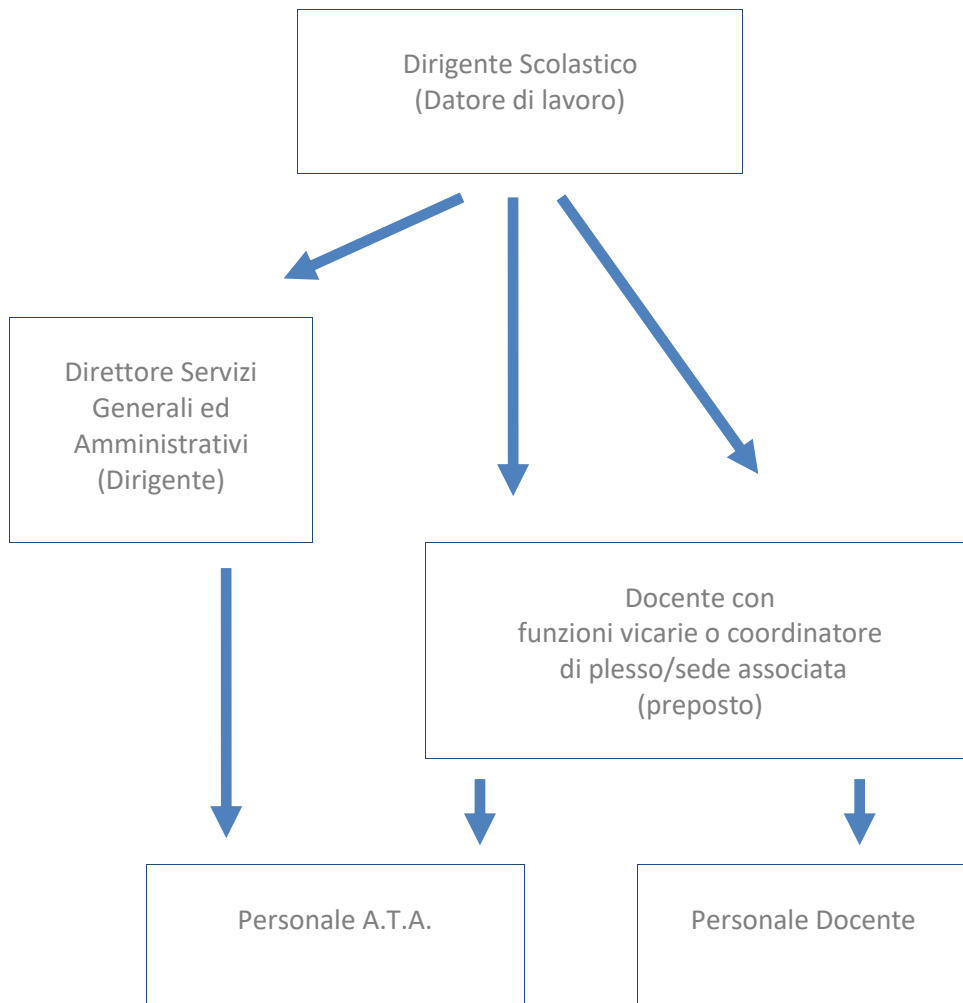 Dirigente Scolastico
(Datore di lavoro)
Direttore Servizi
Generali ed
Amministrativi
(Dirigente)
Docente con
funzioni vicarie o coordinatore
di plesso/sede associata
(preposto)
Personale A.T.A.
Personale Docente